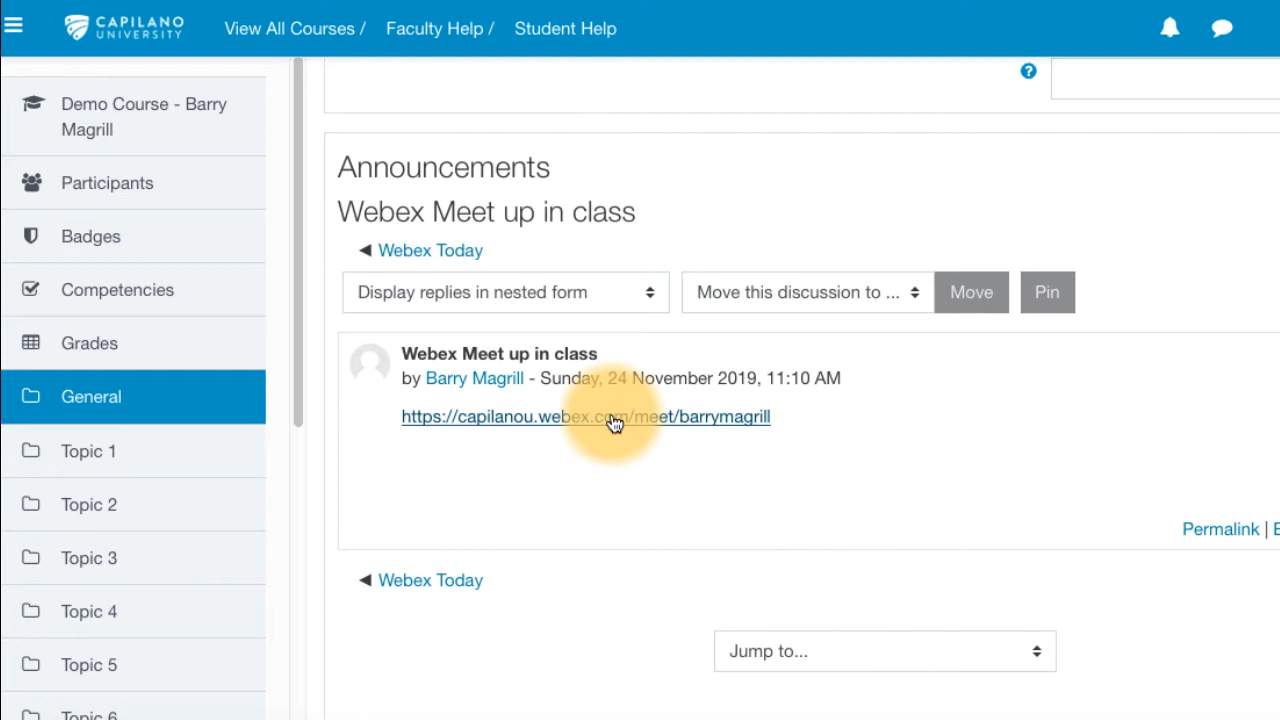 CAPILANO
UNIVERSITY
View All Courses /
Faculty Help /
Student Help
Demo Course - Barry
Magrill
Participants
Badges
Competencies
Grades
General
Topic 1
Topic 2
Topic 3
Topic 4
Topic 5
Topic 6
?
Announcements
Webex Meet up in class
◀ Webex Today
Display replies in nested form
Move this discussion to ...
Move
Pin
Webex Meet up in class
by Barry Magrill - Sunday, 24 November 2019, 11:10 AM
https://capilanou.webex.com/meet/barrymagrill
Permalink |
◀ Webex Today
Jump to...